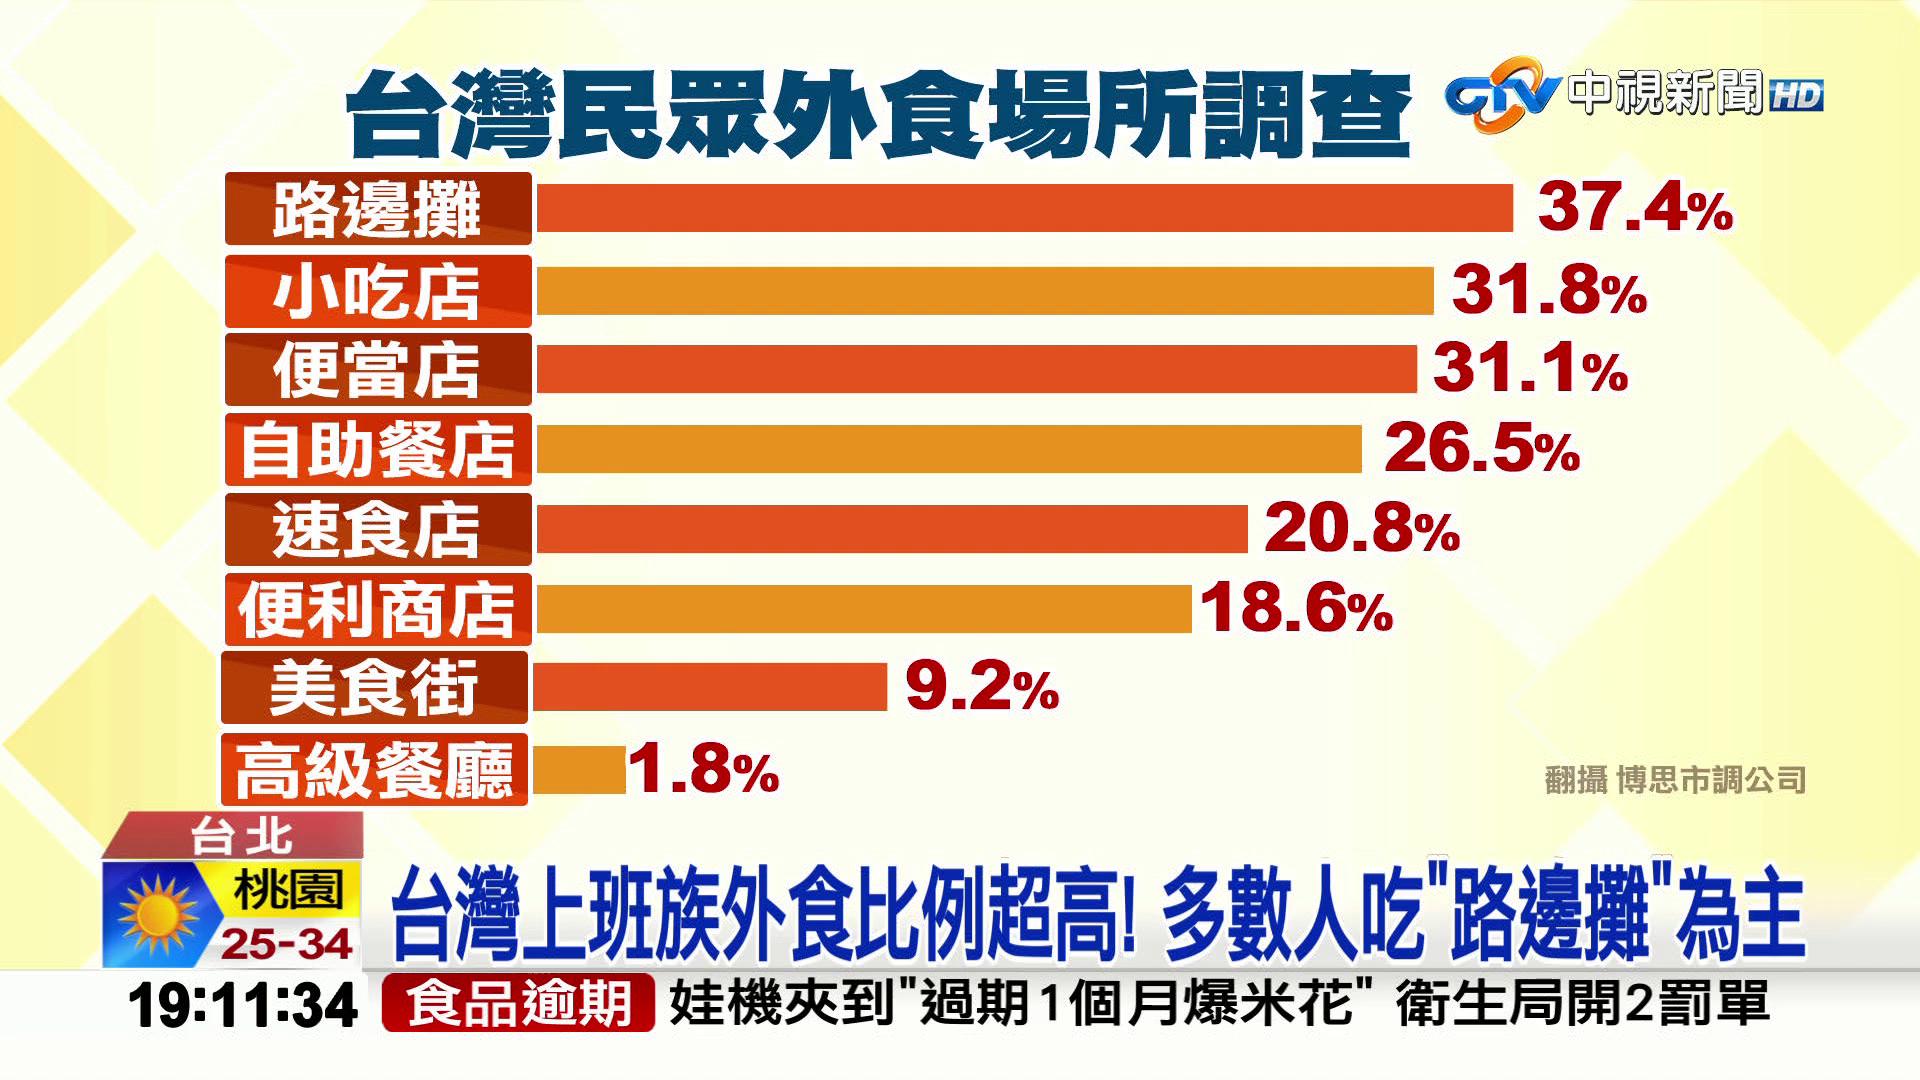 台灣民眾外食場所調查
CTV 中視新聞 HD
路邊攤 37.4%
小吃店 31.8%
便當店 31.1%
自助餐店 26.5%
速食店 20.8%
便利商店 18.6%
美食街 9.2%
高級餐廳 1.8%
翻攝 博思市調公司
台北
桃園
25-34
台灣上班族外食比例超高! 多數人吃"路邊攤"為主
19:11:34
食品逾期 娃機夾到"過期1個月爆米花" 衛生局開2罰單